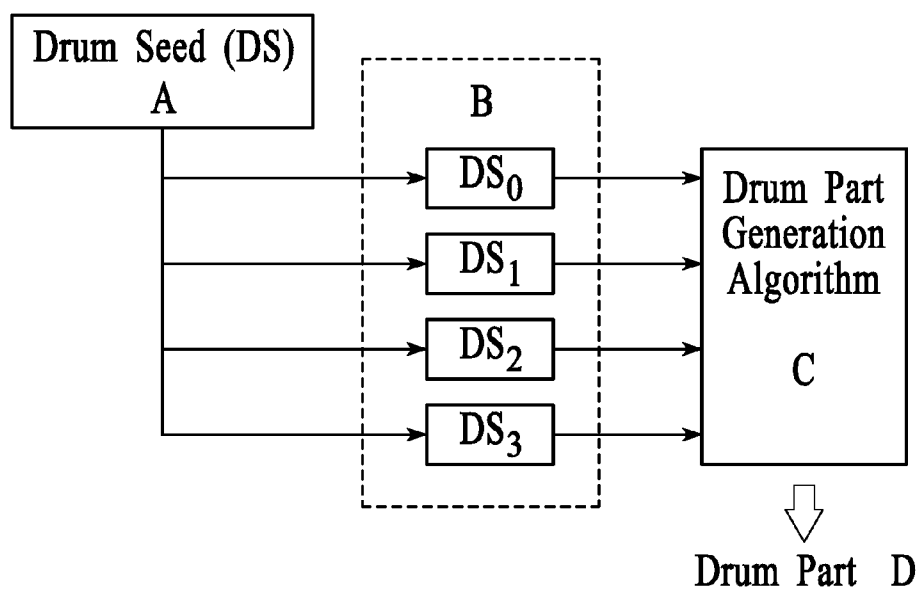 Drum Seed (DS)
A
B
DS0
DS1
DS2
DS3
Drum Part
Generation
Algorithm
C
Drum Part D